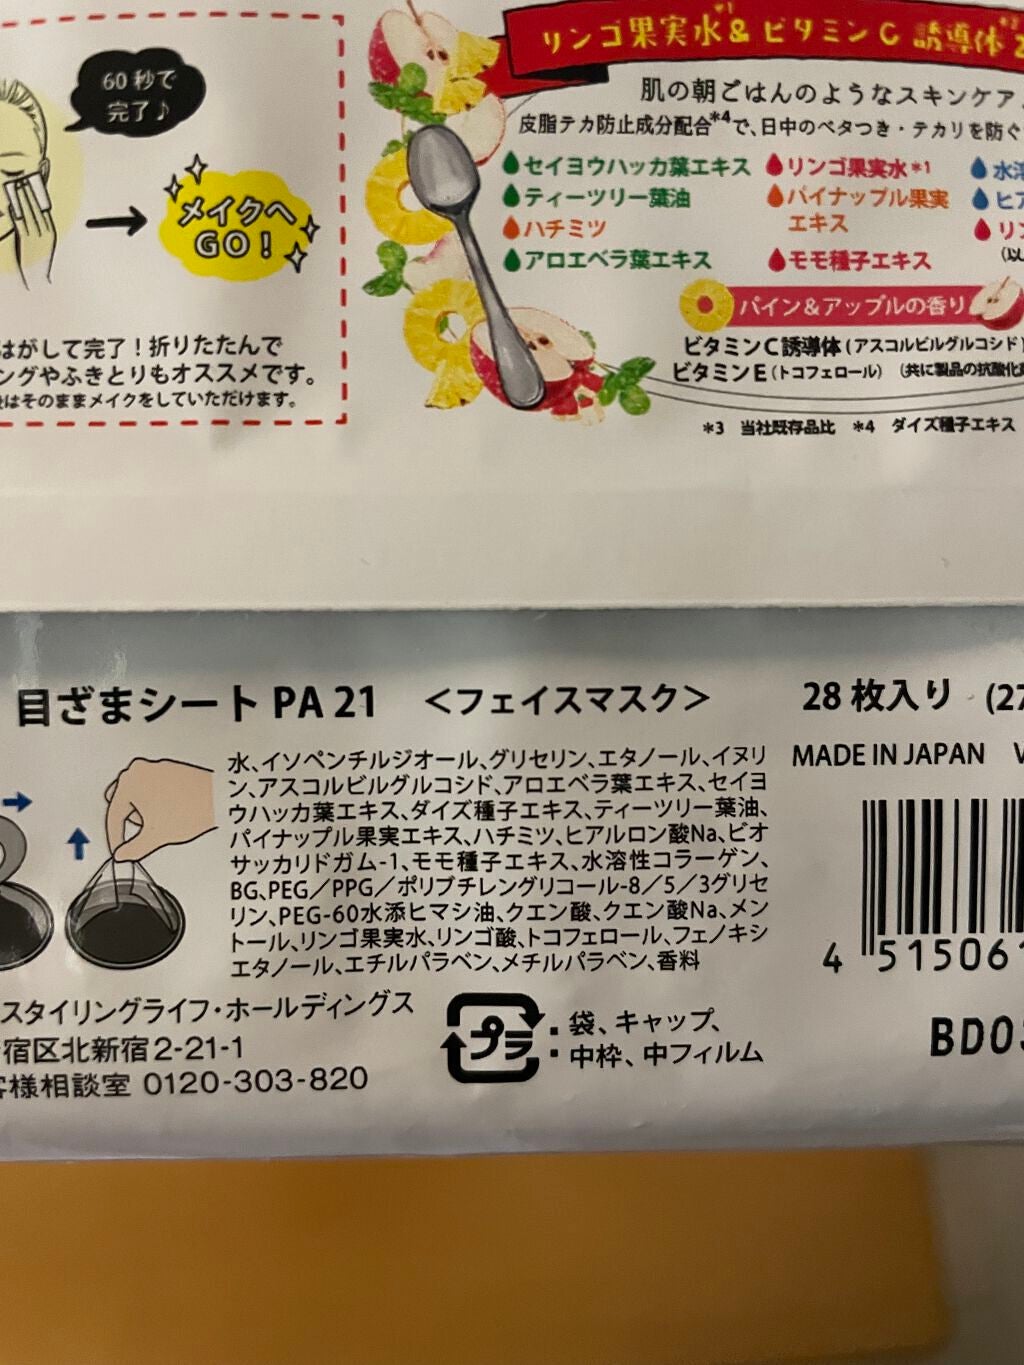 60秒で
完了♪
メイクへ
GO!
はがして完了!折りたたんで
ングやふきとりもオススメです。
後はそのままメイクをしていただけます。
リンゴ果実水*1&ビタミンC誘導体*2
肌の朝ごはんのようなスキンケア♪
皮脂テカ防止成分配合*4で、日中のベタつき・テカリを防ぐ
セイヨウハッカ葉エキス
ティーツリー葉油
ハチミツ
アロエベラ葉エキス
リンゴ果実水*1
パイナップル果実
エキス
モモ種子エキス
水溶
ヒア
リン
(以
パイン&アップルの香り
ビタミンC誘導体(アスコルビルグルコシド)
ビタミンE(トコフェロール) (共に製品の抗酸化剤
*3 当社既存品比 *4 ダイズ種子エキス
目ざまシート PA 21 <フェイスマスク>
28枚入り (27
水、イソペンチルジオール、グリセリン、エタノール、イヌリ
ン、アスコルビルグルコシド、アロエベラ葉エキス、セイヨ
ウハッカ葉エキス、ダイズ種子エキス、ティーツリー葉油、
パイナップル果実エキス、ハチミツ、ヒアルロン酸Na、ビオ
サッカリドガム-1、モモ種子エキス、水溶性コラーゲン、
BG、PEG/PPG/ポリブチレングリコール-8/5/3グリセ
リン、PEG-60水添ヒマシ油、クエン酸、クエン酸Na、メン
トール、リンゴ果実水、リンゴ酸、トコフェロール、フェノキシ
エタノール、エチルパラベン、メチルパラベン、香料
MADE IN JAPAN V
4 515061
BD03
スタイリングライフ・ホールディングス
宿区北新宿2-21-1
客様相談室 0120-303-820
プラ
:袋、キャップ、
:中枠、中フィルム